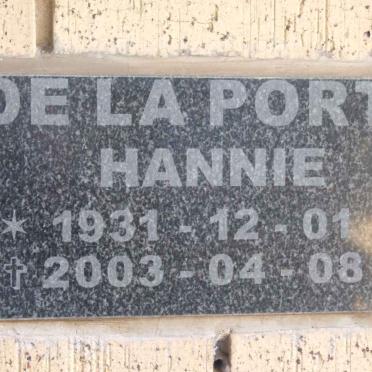 DE LA PORT
HANNIE
* 1931 - 12 - 01
† 2003 - 04 - 08